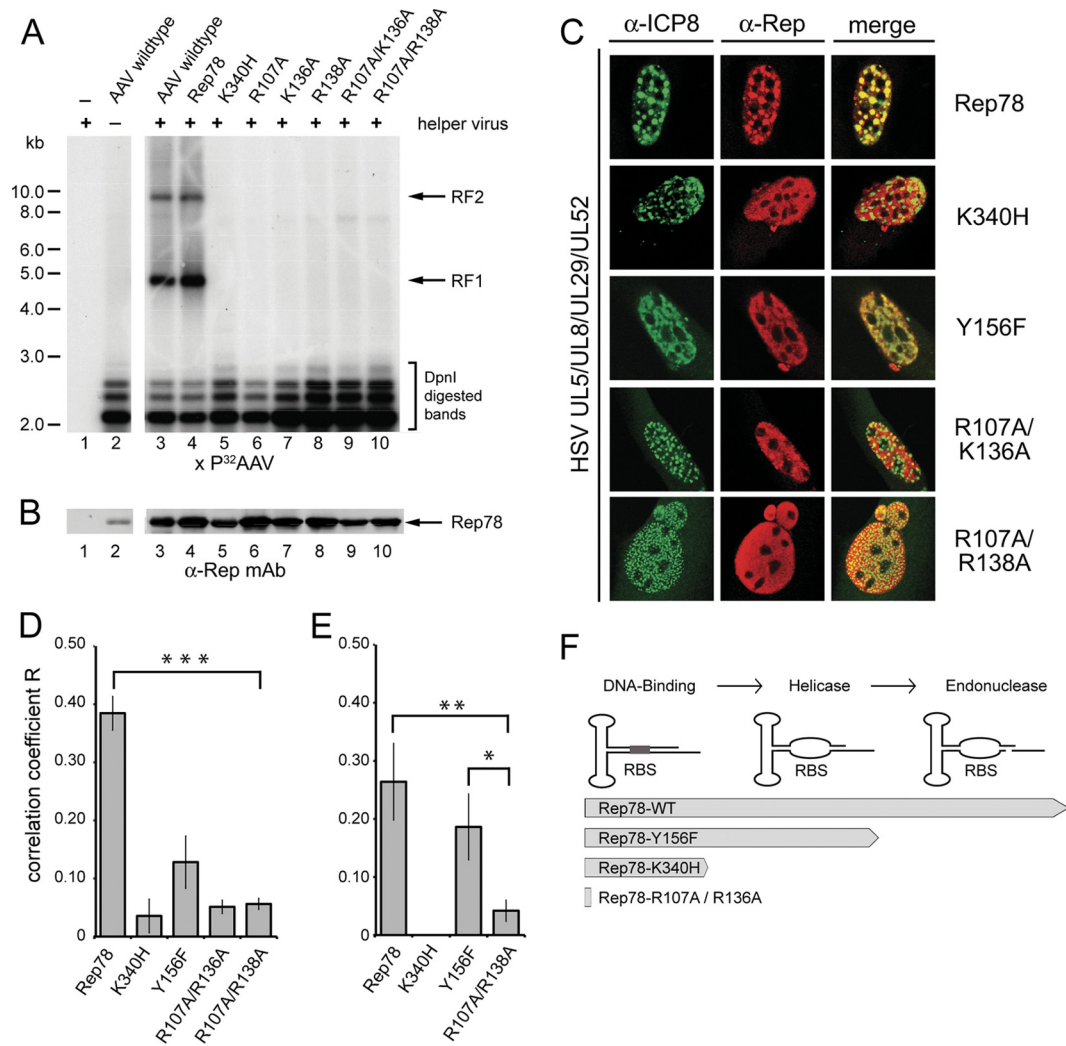 A
–
AAV wildtype
AAV wildtype
Rep78
K340H
R107A
K136A
R138A
R107A/K136A
R107A/R138A
+ – + + + + + + + + helper virus
kb
10.0
8.0
5.0
4.0
3.0
2.0
RF2
RF1
DpnI
digested
bands
1 2 3 4 5 6 7 8 9 10
x P³²AAV
B
Rep78
1 2 3 4 5 6 7 8 9 10
α-Rep mAb
C
α-ICP8 α-Rep merge
HSV UL5/UL8/UL29/UL52
Rep78
K340H
Y156F
R107A/
K136A
R107A/
R138A
D
correlation coefficient R
0.50
0.40
0.30
0.20
0.10
0
***
Rep78
K340H
Y156F
R107A/R136A
R107A/R138A
E
0.50
0.40
0.30
0.20
0.10
0
**
*
Rep78
K340H
Y156F
R107A/R138A
F
DNA-Binding Helicase Endonuclease
RBS RBS RBS
Rep78-WT
Rep78-Y156F
Rep78-K340H
Rep78-R107A / R136A